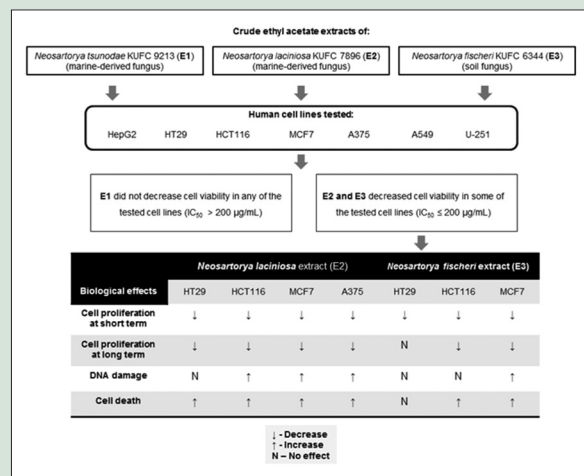 Crude ethyl acetate extracts of:
Neosartorya tsunodae KUFC 9213 (E1)
(marine-derived fungus)
Neosartorya laciniosa KUFC 7896 (E2)
(marine-derived fungus)
Neosartorya fischeri KUFC 6344 (E3)
(soil fungus)
Human cell lines tested:
HepG2 HT29 HCT116 MCF7 A375 A549 U-251
E1 did not decrease cell viability in any of the
tested cell lines (IC50 > 200 µg/mL)
E2 and E3 decreased cell viability in some of
the tested cell lines (IC50 ≤ 200 µg/mL)
Neosartorya laciniosa extract (E2) Neosartorya fischeri extract (E3)
Biological effects HT29 HCT116 MCF7 A375 HT29 HCT116 MCF7
Cell proliferation
at short term ↓ ↓ ↓ ↓ ↓ ↓ ↓
Cell proliferation
at long term ↓ ↓ ↓ ↓ N ↓ ↓
DNA damage N ↑ ↑ ↑ N N ↑
Cell death ↑ ↑ ↑ ↑ N ↑ ↑
↓ - Decrease
↑ - Increase
N – No effect